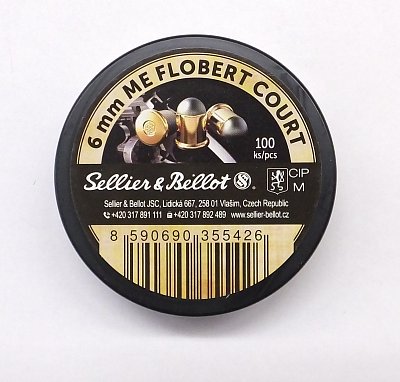 6 mm ME FLOBERT COURT
100
ks/pcs
Sellier & Bellot S&B®
CIP
M
Sellier & Bellot JSC, Lidická 667, 258 01 Vlašim, Czech Republic
+420 317 891 111 +420 317 892 489 www.sellier-bellot.cz
8 590690 355426